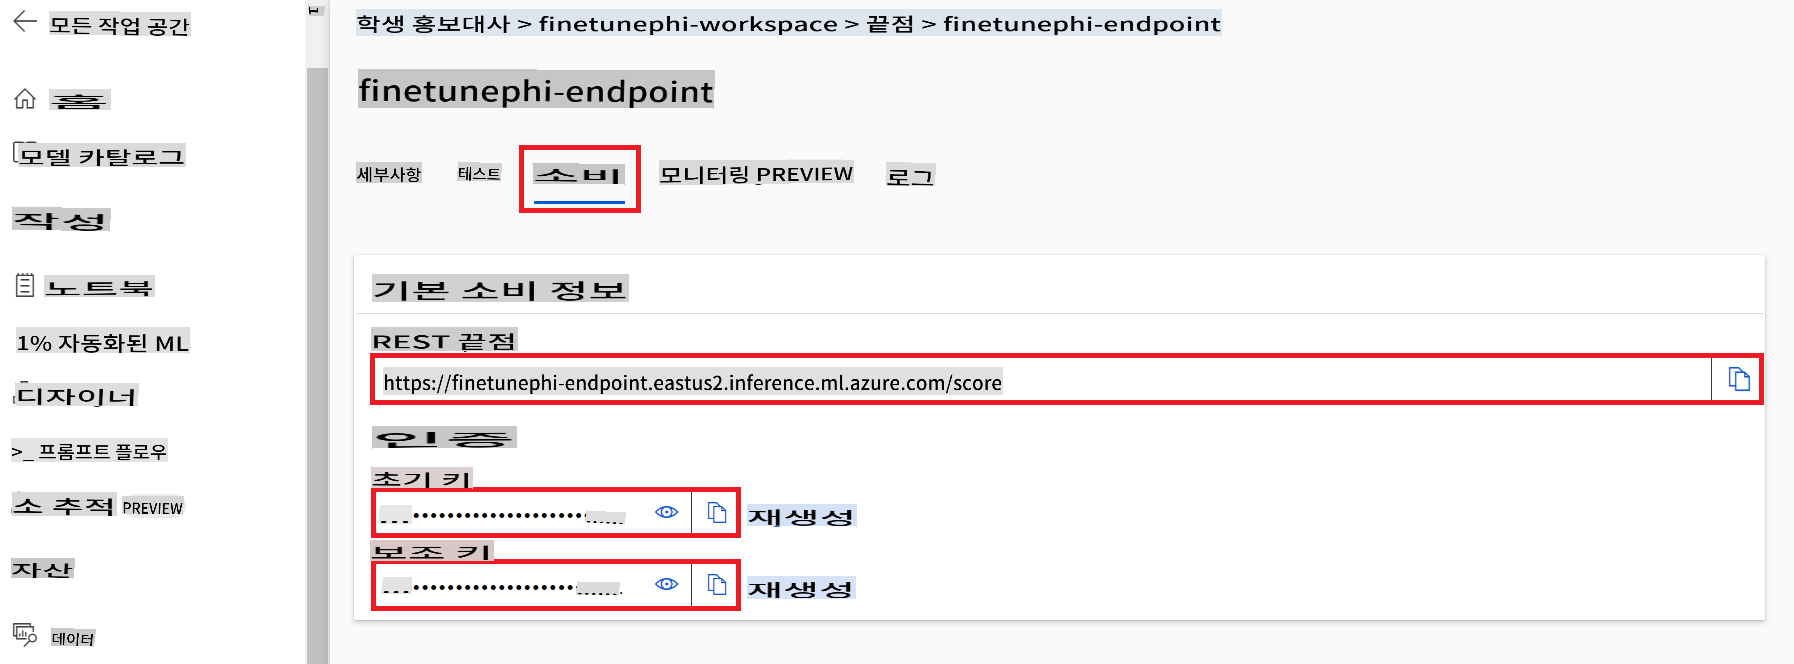 모든 작업 공간
홈
모델 카탈로그
작성
노트북
1% 자동화된 ML
디자이너
>_ 프롬프트 플로우
소 추적 PREVIEW
자산
데이터
학생 홍보대사 > finetunephi-workspace > 끝점 > finetunephi-endpoint
finetunephi-endpoint
세부사항 테스트 소비 모니터링 PREVIEW 로그
기본 소비 정보
REST 끝점
https://finetunephi-endpoint.eastus2.inference.ml.azure.com/score
인증
초기 키
재생성
보조 키
재생성